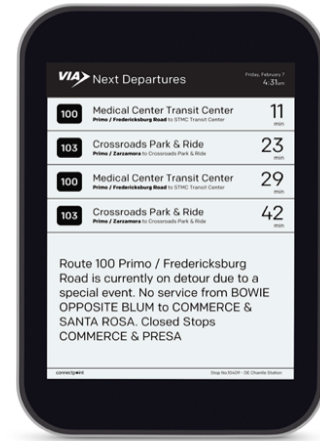 VIA Next Departures
Friday, February 7
4:31am
100 Medical Center Transit Center 11
Primo / Fredericksburg Road to STMC Transit Center min
103 Crossroads Park & Ride 23
Primo / Zarzamora to Crossroads Park & Ride min
100 Medical Center Transit Center 29
Primo / Fredericksburg Road to STMC Transit Center min
103 Crossroads Park & Ride 42
Primo / Zarzamora to Crossroads Park & Ride min
Route 100 Primo / Fredericksburg
Road is currently on detour due to a
special event. No service from BOWIE
OPPOSITE BLUM to COMMERCE &
SANTA ROSA. Closed Stops
COMMERCE & PRESA
connectpoint